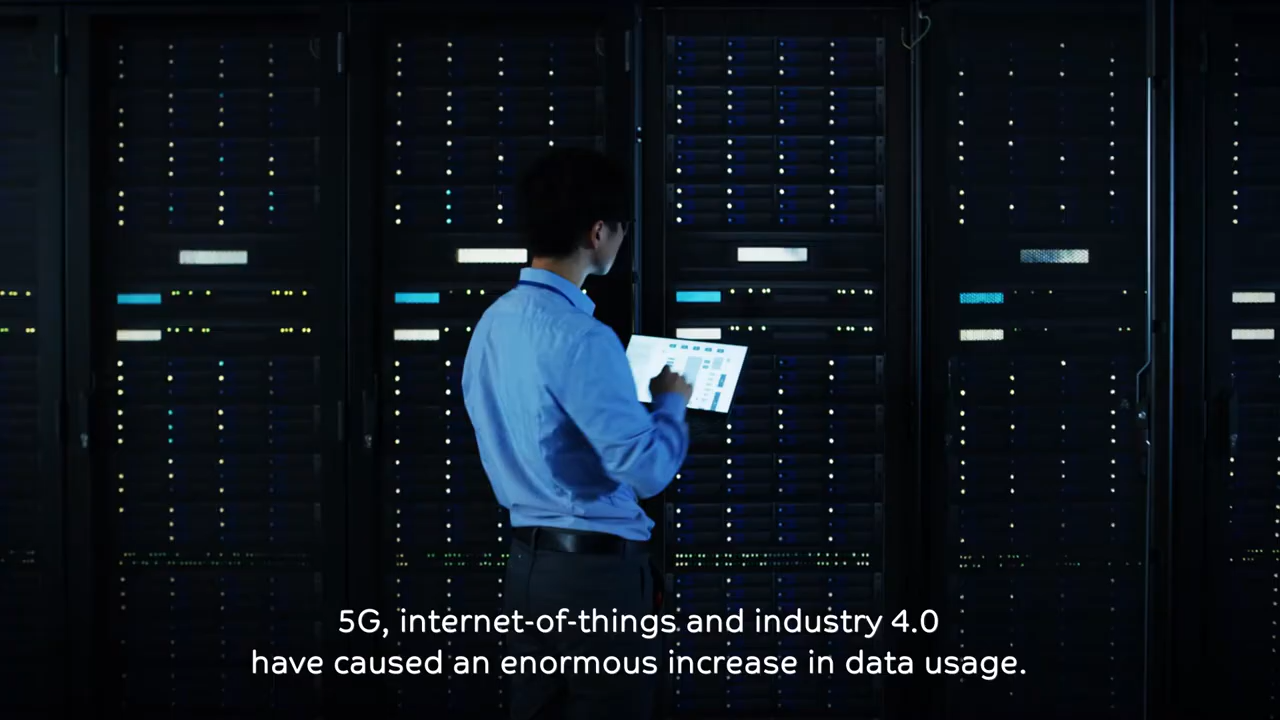 5G, internet-of-things and industry 4.0
have caused an enormous increase in data usage.